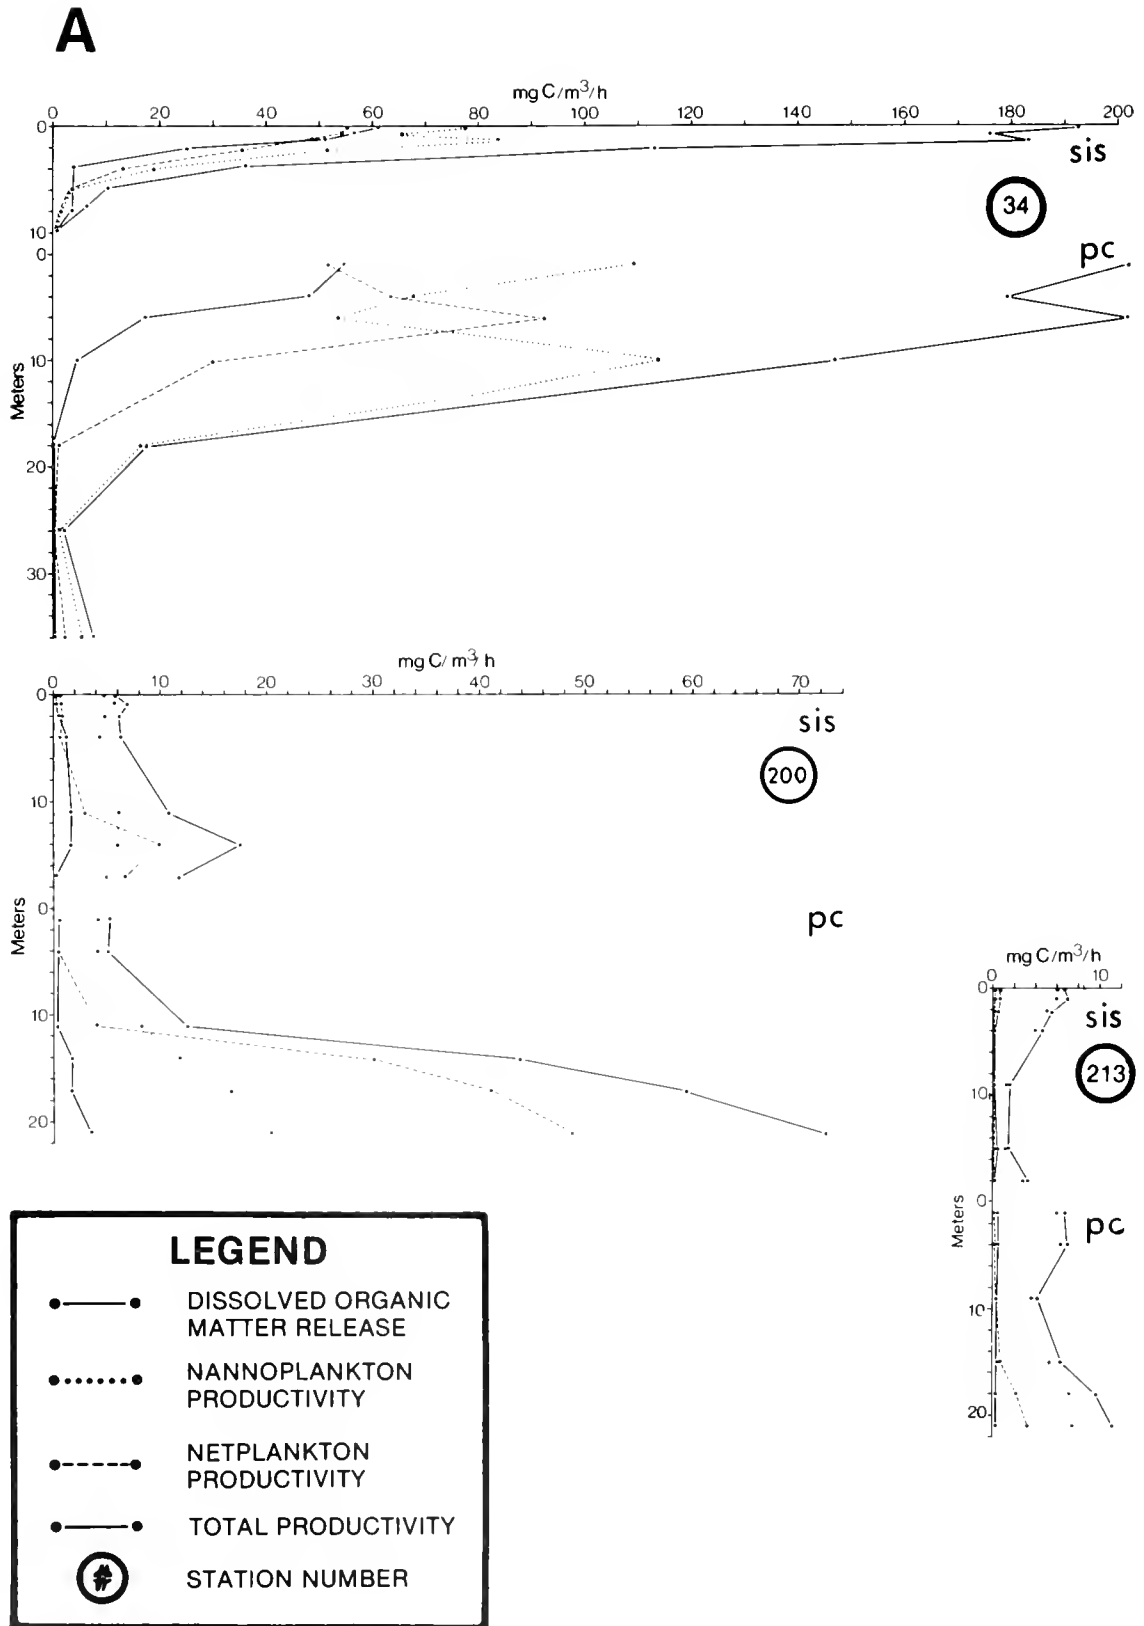 A
mg C/m3/h
0 20 40 60 80 100 120 140 160 180 200
0
sis
34
10
0
pc
10
Meters
20
30
mg C/m3/h
0 10 20 30 40 50 60 70
0
sis
200
10
0
Meters
pc
10
20
mg C/m3/h
0 10
0
sis
213
10
0
Meters
pc
10
20
LEGEND
DISSOLVED ORGANIC
MATTER RELEASE
NANNOPLANKTON
PRODUCTIVITY
NETPLANKTON
PRODUCTIVITY
TOTAL PRODUCTIVITY
#
STATION NUMBER